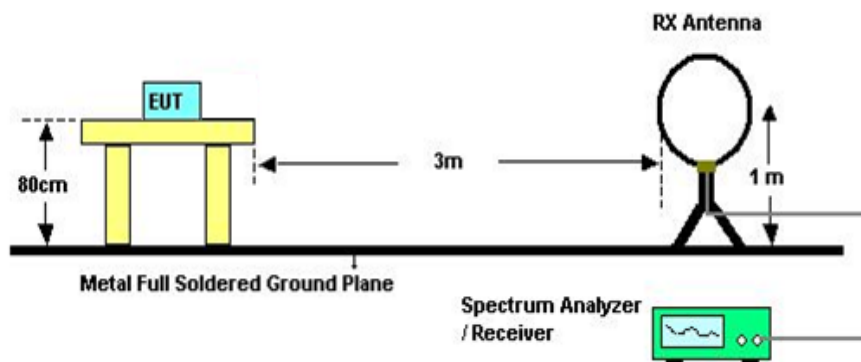 RX Antenna
EUT
3m
80cm
1 m
Metal Full Soldered Ground Plane
Spectrum Analyzer
/ Receiver